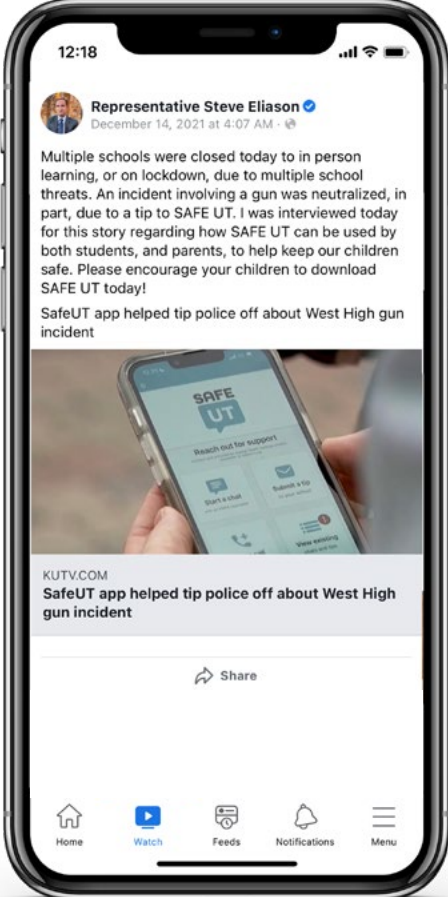 12:18
Representative Steve Eliason
December 14, 2021 at 4:07 AM ·
Multiple schools were closed today to in person
learning, or on lockdown, due to multiple school
threats. An incident involving a gun was neutralized, in
part, due to a tip to SAFE UT. I was interviewed today
for this story regarding how SAFE UT can be used by
both students, and parents, to help keep our children
safe. Please encourage your children to download
SAFE UT today!
SafeUT app helped tip police off about West High gun
incident
SAFE
UT
Reach out for support
Start a chat
Submit a tip
View existing
KUTV.COM
SafeUT app helped tip police off about West High
gun incident
Share
Home
Watch
Feeds
Notifications
Menu